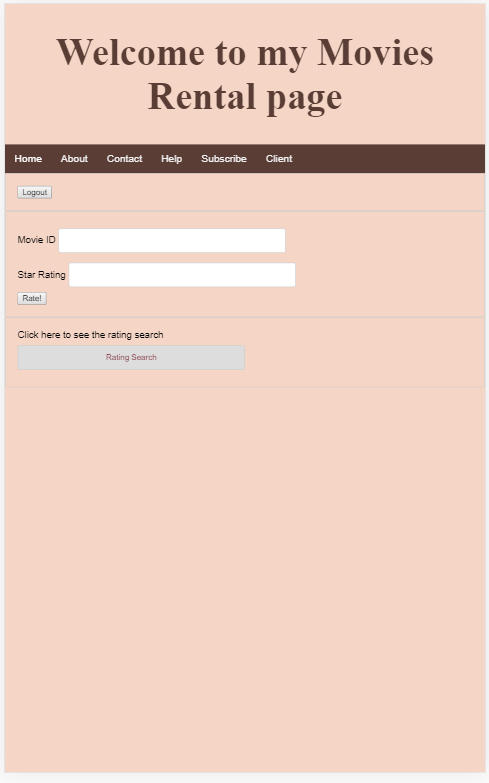 Welcome to my Movies
Rental page
Home About Contact Help Subscribe Client
Logout
Movie ID
Star Rating
Rate!
Click here to see the rating search
Rating Search